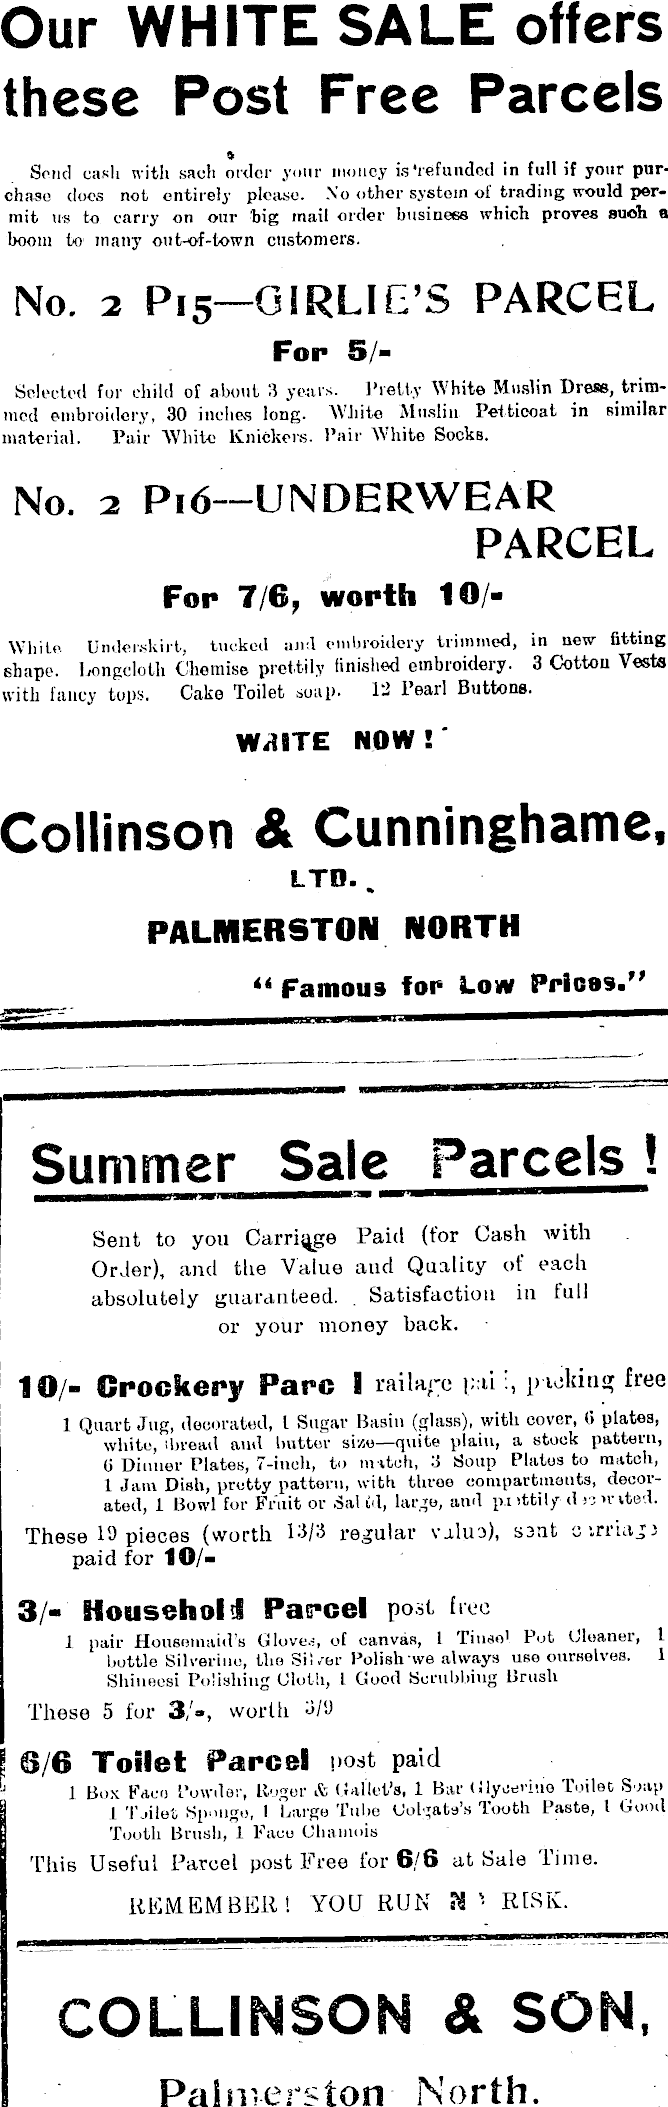 Our WHITE SALE offers
these Post Free Parcels
Send cash with sach order your money is refunded in full if your pur-
chase does not entirely please. No other system of trading would per-
mit us to carry on our big mail order business which proves such a
boom to many out-of-town customers.
No. 2 P15—GIRLIE'S PARCEL
For 5/-
Selected for child of about 3 years. Pretty White Muslin Dress, trim-
med embroidery, 30 inches long. White Muslin Petticoat in similar
material. Pair White Knickers. Pair White Socks.
No. 2 P16—UNDERWEAR
PARCEL
For 7/6, worth 10/-
White Underskirt, tucked and embroidery trimmed, in new fitting
shape. Longcloth Chemise prettily finished embroidery. 3 Cotton Vests
with fancy tops. Cake Toilet soap. 12 Pearl Buttons.
WRITE NOW!
Collinson & Cunninghame,
LTD.
PALMERSTON NORTH
"Famous for Low Prices."
Summer Sale Parcels!
Sent to you Carriage Paid (for Cash with
Order), and the Value and Quality of each
absolutely guaranteed. Satisfaction in full
or your money back.
10/- Crockery Parc l railage paid, packing free
1 Quart Jug, decorated, 1 Sugar Basin (glass), with cover, 6 plates,
white, bread and butter size—quite plain, a stock pattern,
6 Dinner Plates, 7-inch, to match, 3 Soup Plates to match,
1 Jam Dish, pretty pattern, with three compartments, decor-
ated, 1 Bowl for Fruit or Salad, large, and prettily decorated.
These 19 pieces (worth 13/3 regular value), sent carriage
paid for 10/-
3/- Household Parcel post free
1 pair Housemaid's Gloves, of canvas, 1 Tinsel Pot Cleaner, 1
bottle Silverine, the Silver Polish we always use ourselves. 1
Shineesi Polishing Cloth, 1 Good Scrubbing Brush
These 5 for 3/-, worth 3/9
6/6 Toilet Parcel post paid
1 Box Face Powder, Roger & Gallet's, 1 Bar Glycerine Toilet Soap
1 Toilet Sponge, 1 Large Tube Colgate's Tooth Paste, 1 Good
Tooth Brush, 1 Face Chamois
This Useful Parcel post Free for 6/6 at Sale Time.
REMEMBER! YOU RUN NO RISK.
COLLINSON & SON,
Palmerston North.